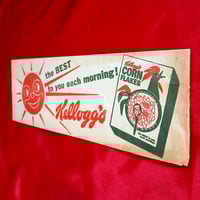 the BEST
to you each morning!
Kellogg's
Kellogg's
CORN
FLAKES